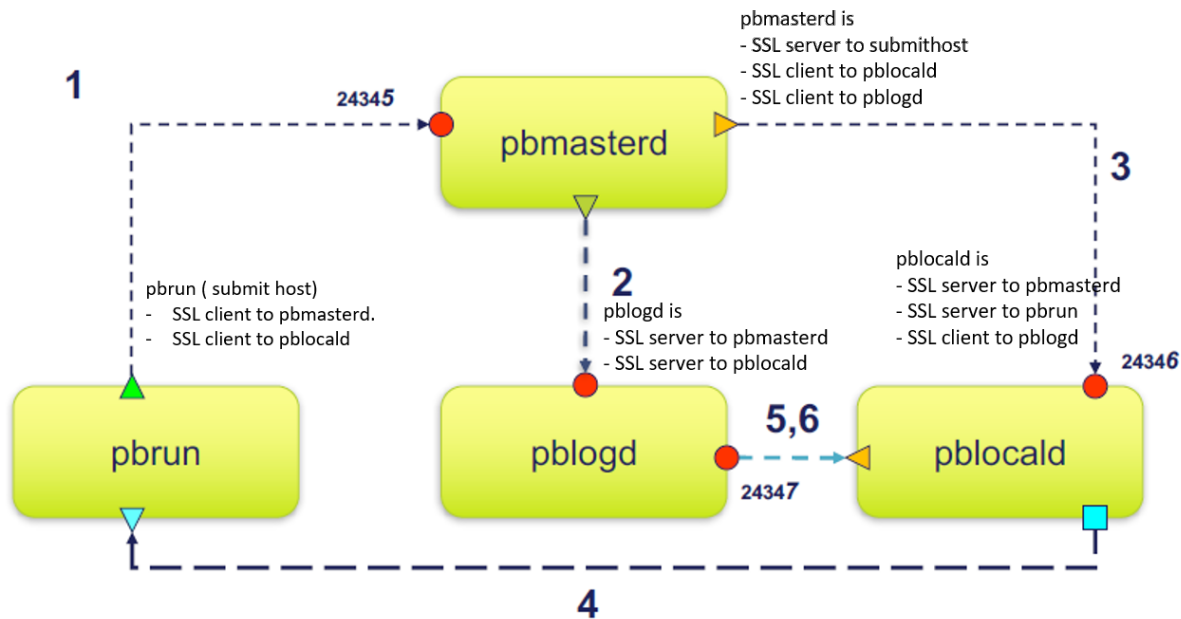 pbmasterd is
- SSL server to submithost
- SSL client to pblocald
- SSL client to pblogd
1
24345
pbmasterd
3
pbrun ( submit host)
- SSL client to pbmasterd.
- SSL client to pblocald
2
pblogd is
- SSL server to pbmasterd
- SSL server to pblocald
pblocald is
- SSL server to pbmasterd
- SSL server to pbrun
- SSL client to pblogd
24346
pbrun
pblogd
5,6
24347
pblocald
4